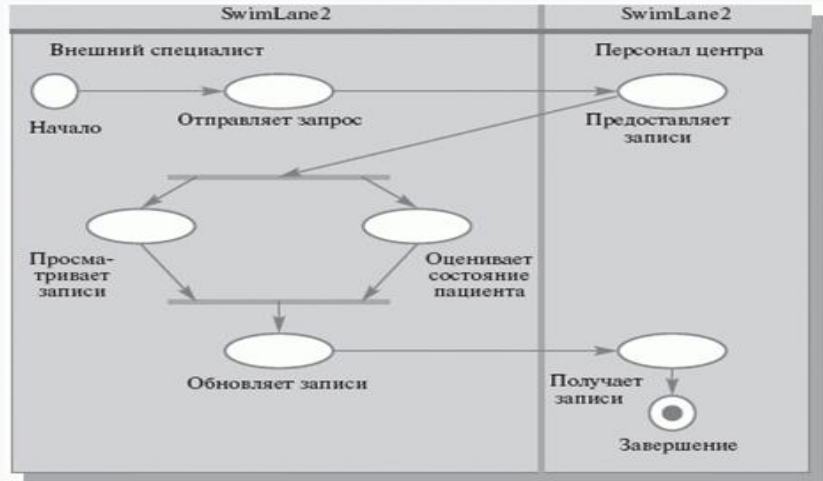 SwimLane2
SwimLane2
Внешний специалист
Персонал центра
Начало
Отправляет запрос
Предоставляет
записи
Просма-
тривает
записи
Оценивает
состояние
пациента
Обновляет записи
Получает
записи
Завершение